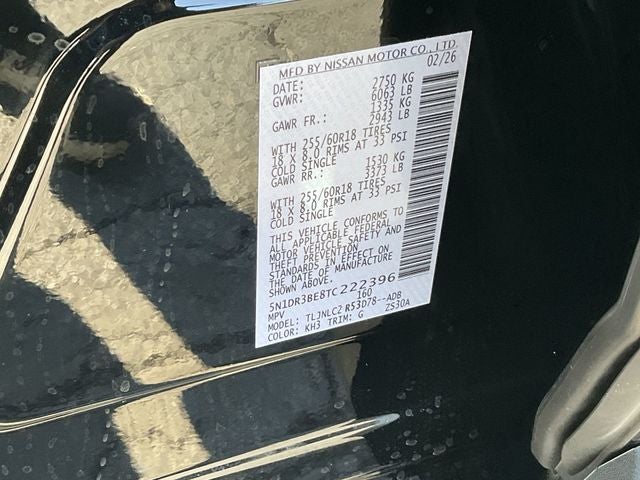 MFD BY NISSAN MOTOR CO., LTD.
DATE: 02/26
GVWR: 2750 KG
6063 LB
GAWR FR.: 1335 KG
2943 LB
WITH 255/60R18 TIRES
18 X 8.0 RIMS AT 33 PSI
COLD SINGLE
GAWR RR.: 1530 KG
3373 LB
WITH 255/60R18 TIRES
18 X 8.0 RIMS AT 33 PSI
COLD SINGLE
THIS VEHICLE CONFORMS TO
ALL APPLICABLE FEDERAL
MOTOR VEHICLE SAFETY AND
THEFT PREVENTION
STANDARDS IN EFFECT ON
THE DATE OF MANUFACTURE
5N1DR3BE8TC222396
MPV 160
MODEL: TLJNLC2 R53D78--ADB
COLOR: KH3 TRIM: G ZS30A